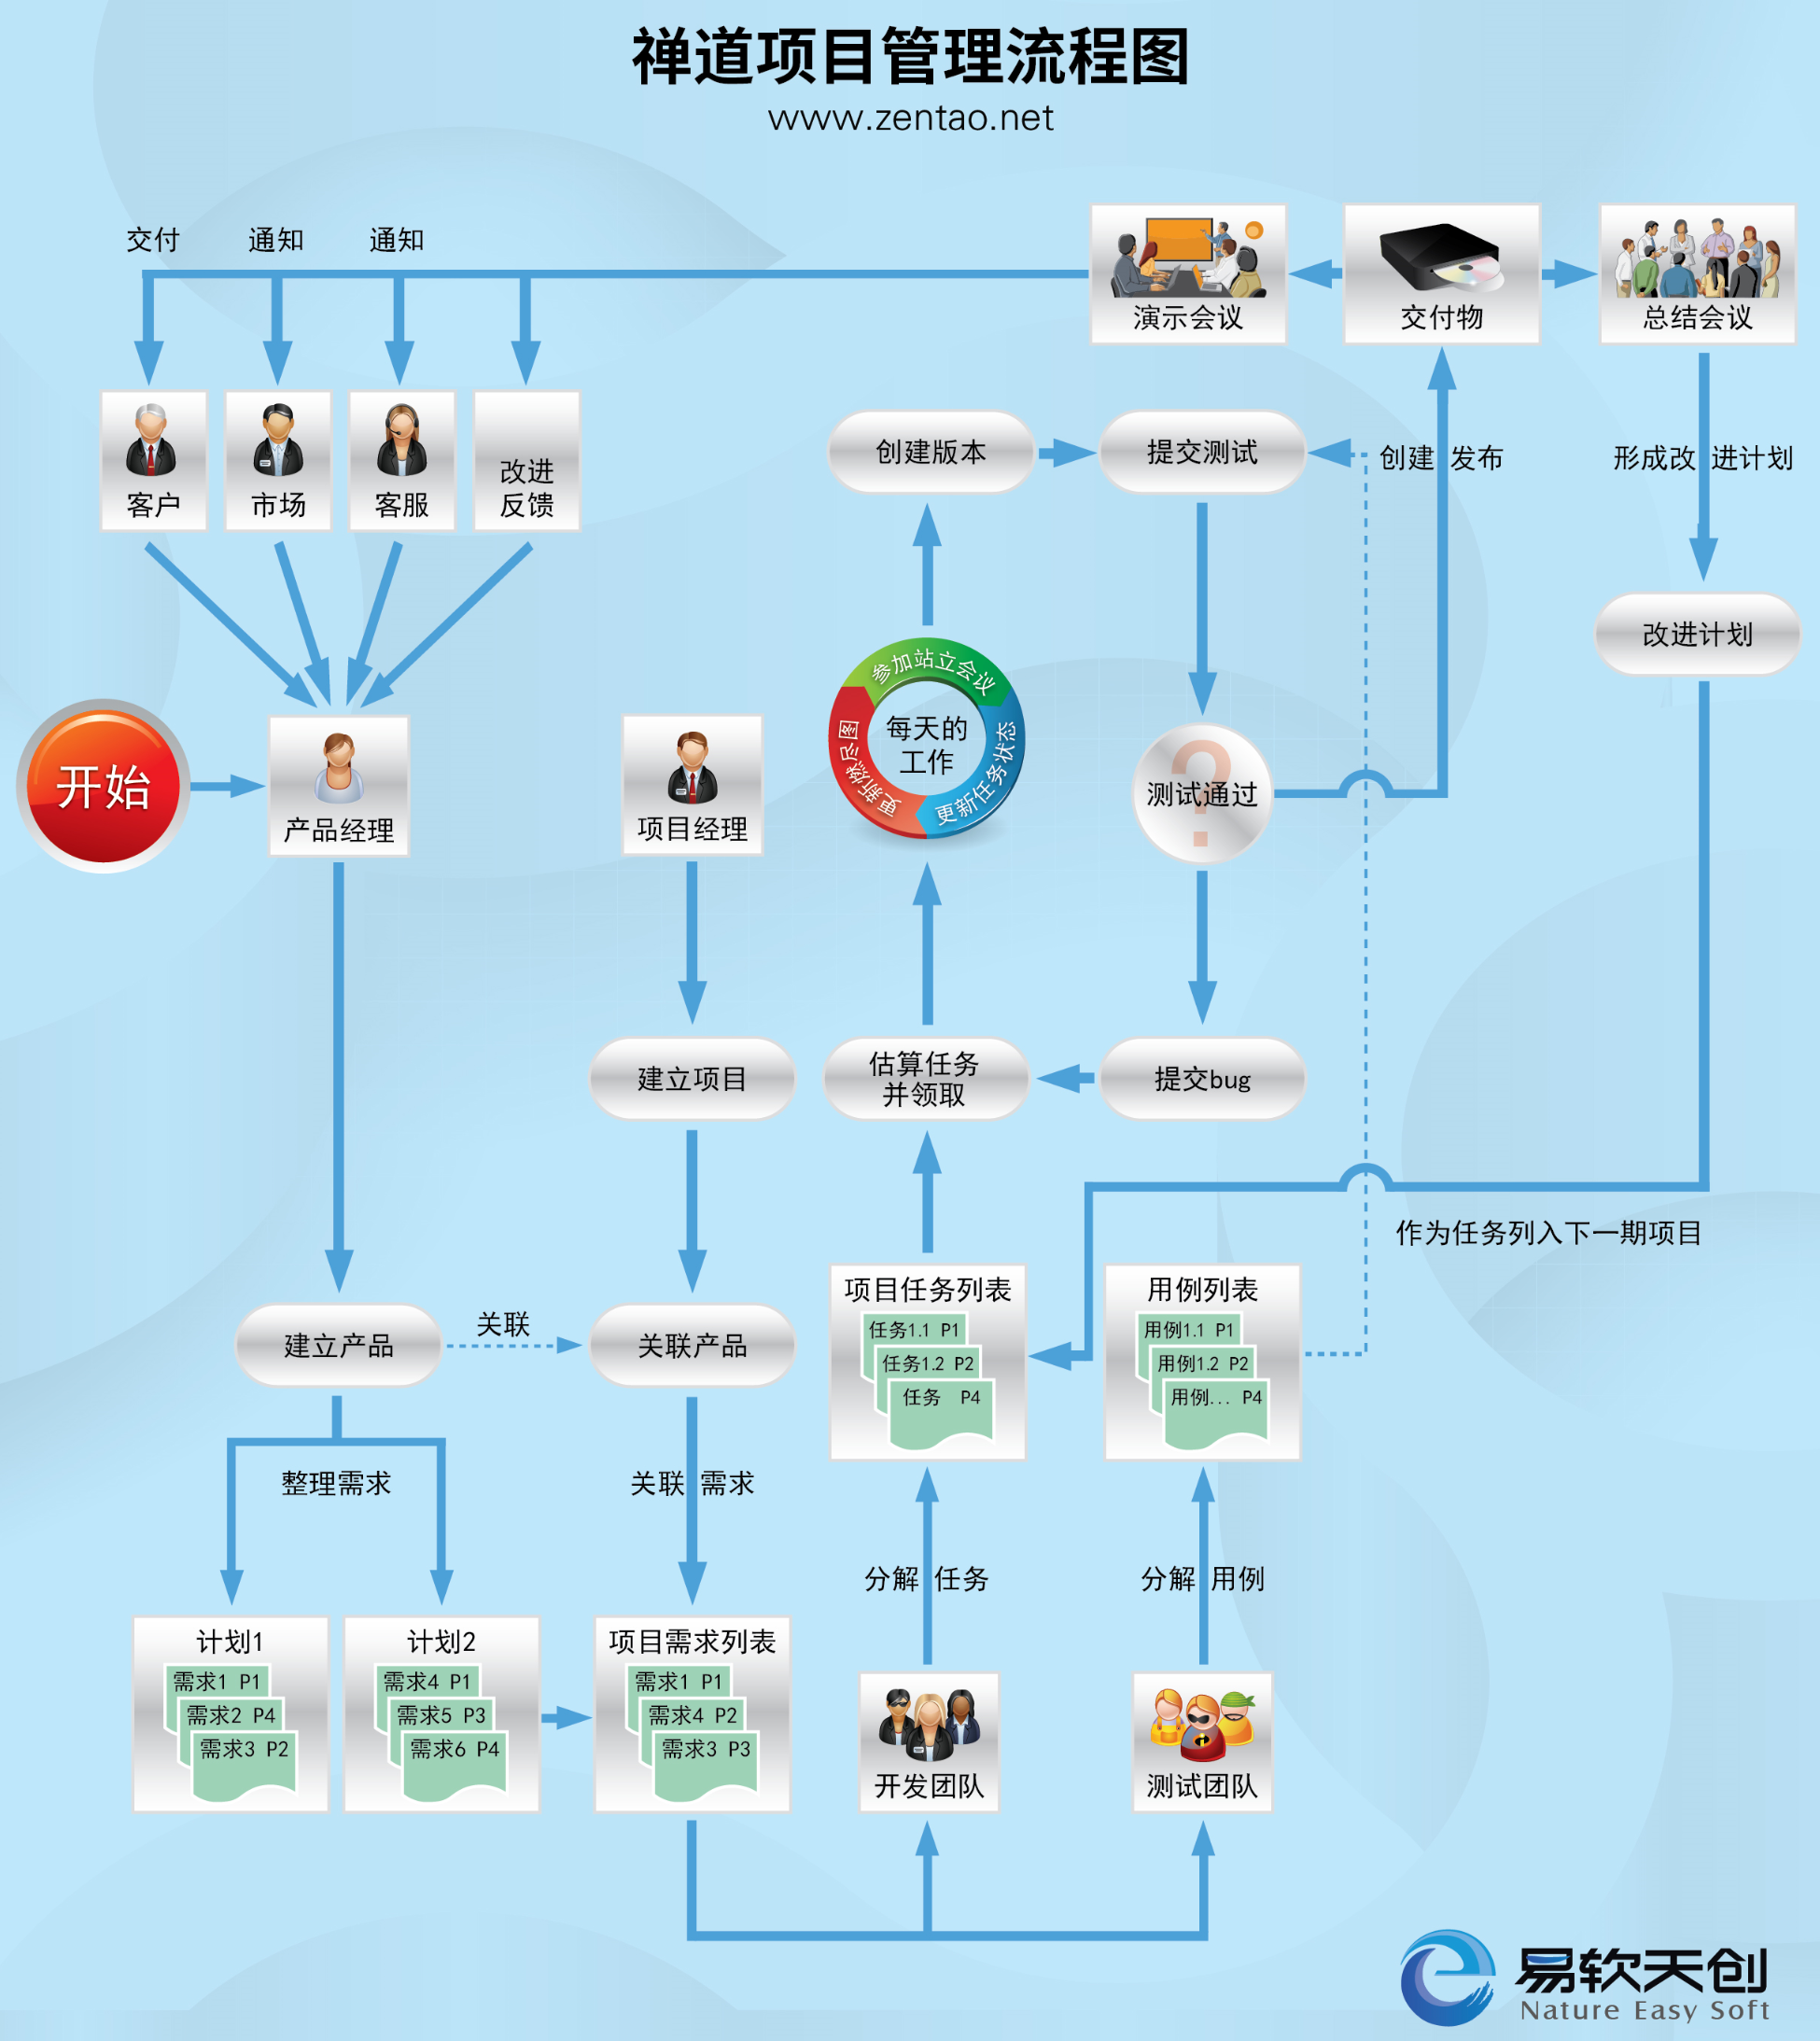 禅道项目管理流程图
www.zentao.net
交付
通知
通知
演示会议
交付物
总结会议
客户
市场
客服
改进
反馈
创建版本
提交测试
创建 发布
形成改 进计划
改进计划
开始
产品经理
项目经理
参加站立会议
更新任务状态
更新燃尽图
每天的
工作
?
测试通过
建立项目
估算任务
并领取
提交bug
作为任务列入下一期项目
建立产品
关联
关联产品
项目任务列表
任务1.1 P1
任务1.2 P2
任务 P4
用例列表
用例1.1 P1
用例1.2 P2
用例... P4
整理需求
关联 需求
分解 任务
分解 用例
计划1
需求1 P1
需求2 P4
需求3 P2
计划2
需求4 P1
需求5 P3
需求6 P4
项目需求列表
需求1 P1
需求4 P2
需求3 P3
开发团队
测试团队
易软天创
Nature Easy Soft